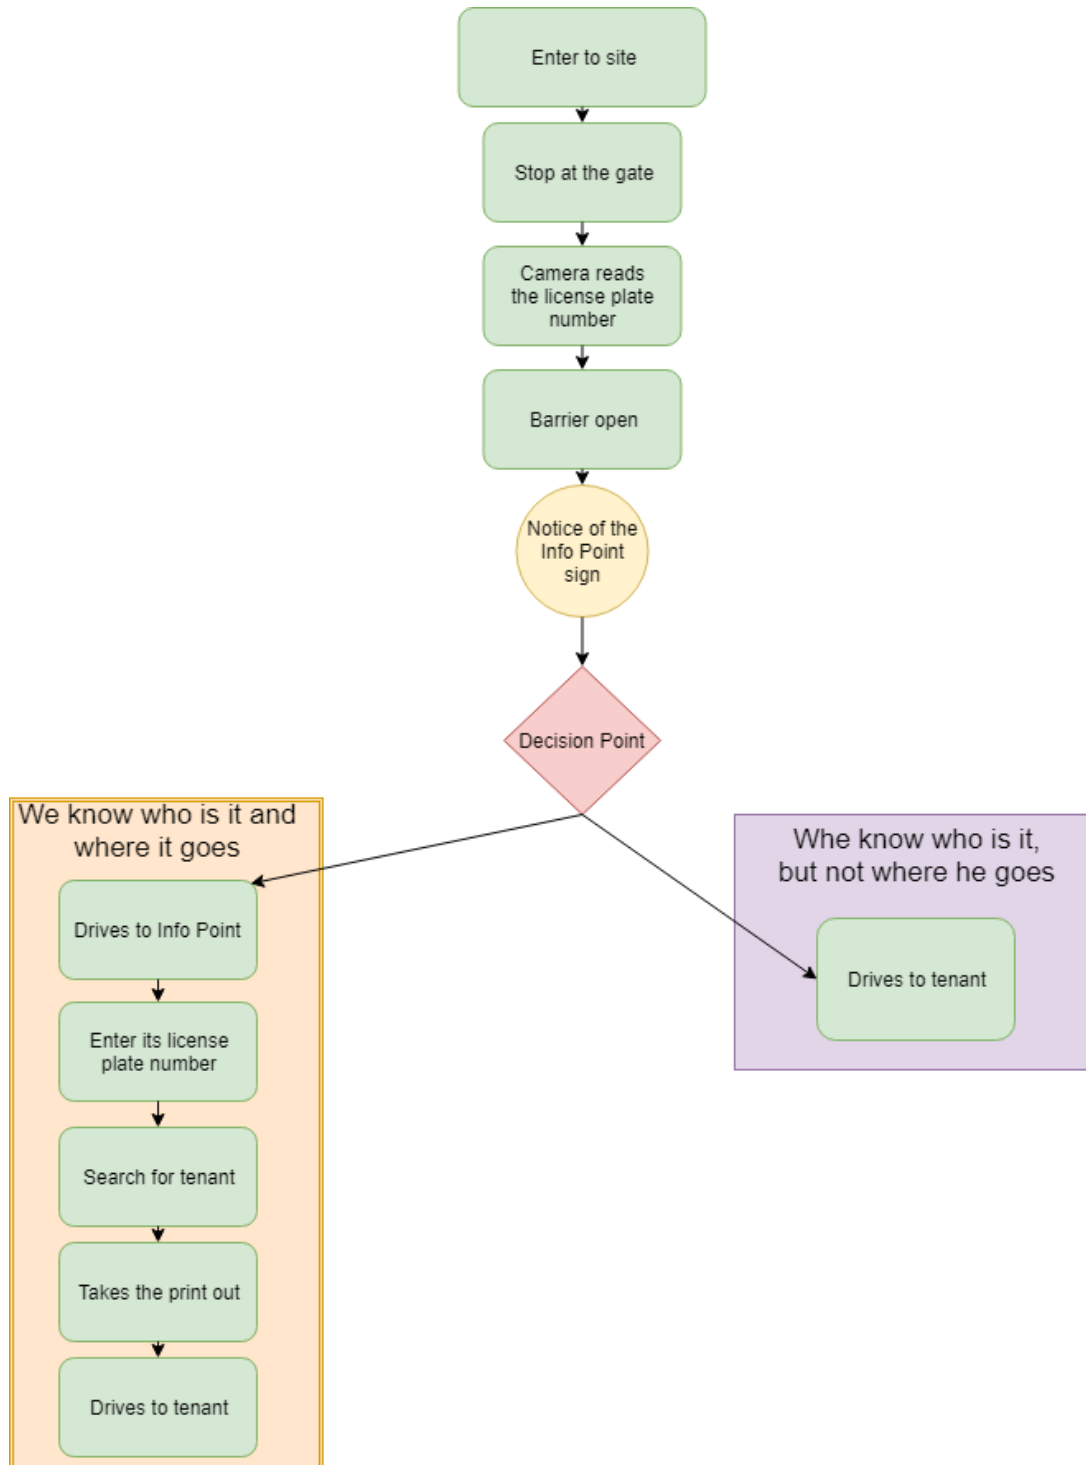 Enter to site
Stop at the gate
Camera reads
the license plate
number
Barrier open
Notice of the
Info Point
sign
Decision Point
We know who is it and
where it goes
Drives to Info Point
Enter its license
plate number
Search for tenant
Takes the print out
Drives to tenant
Whe know who is it,
but not where he goes
Drives to tenant